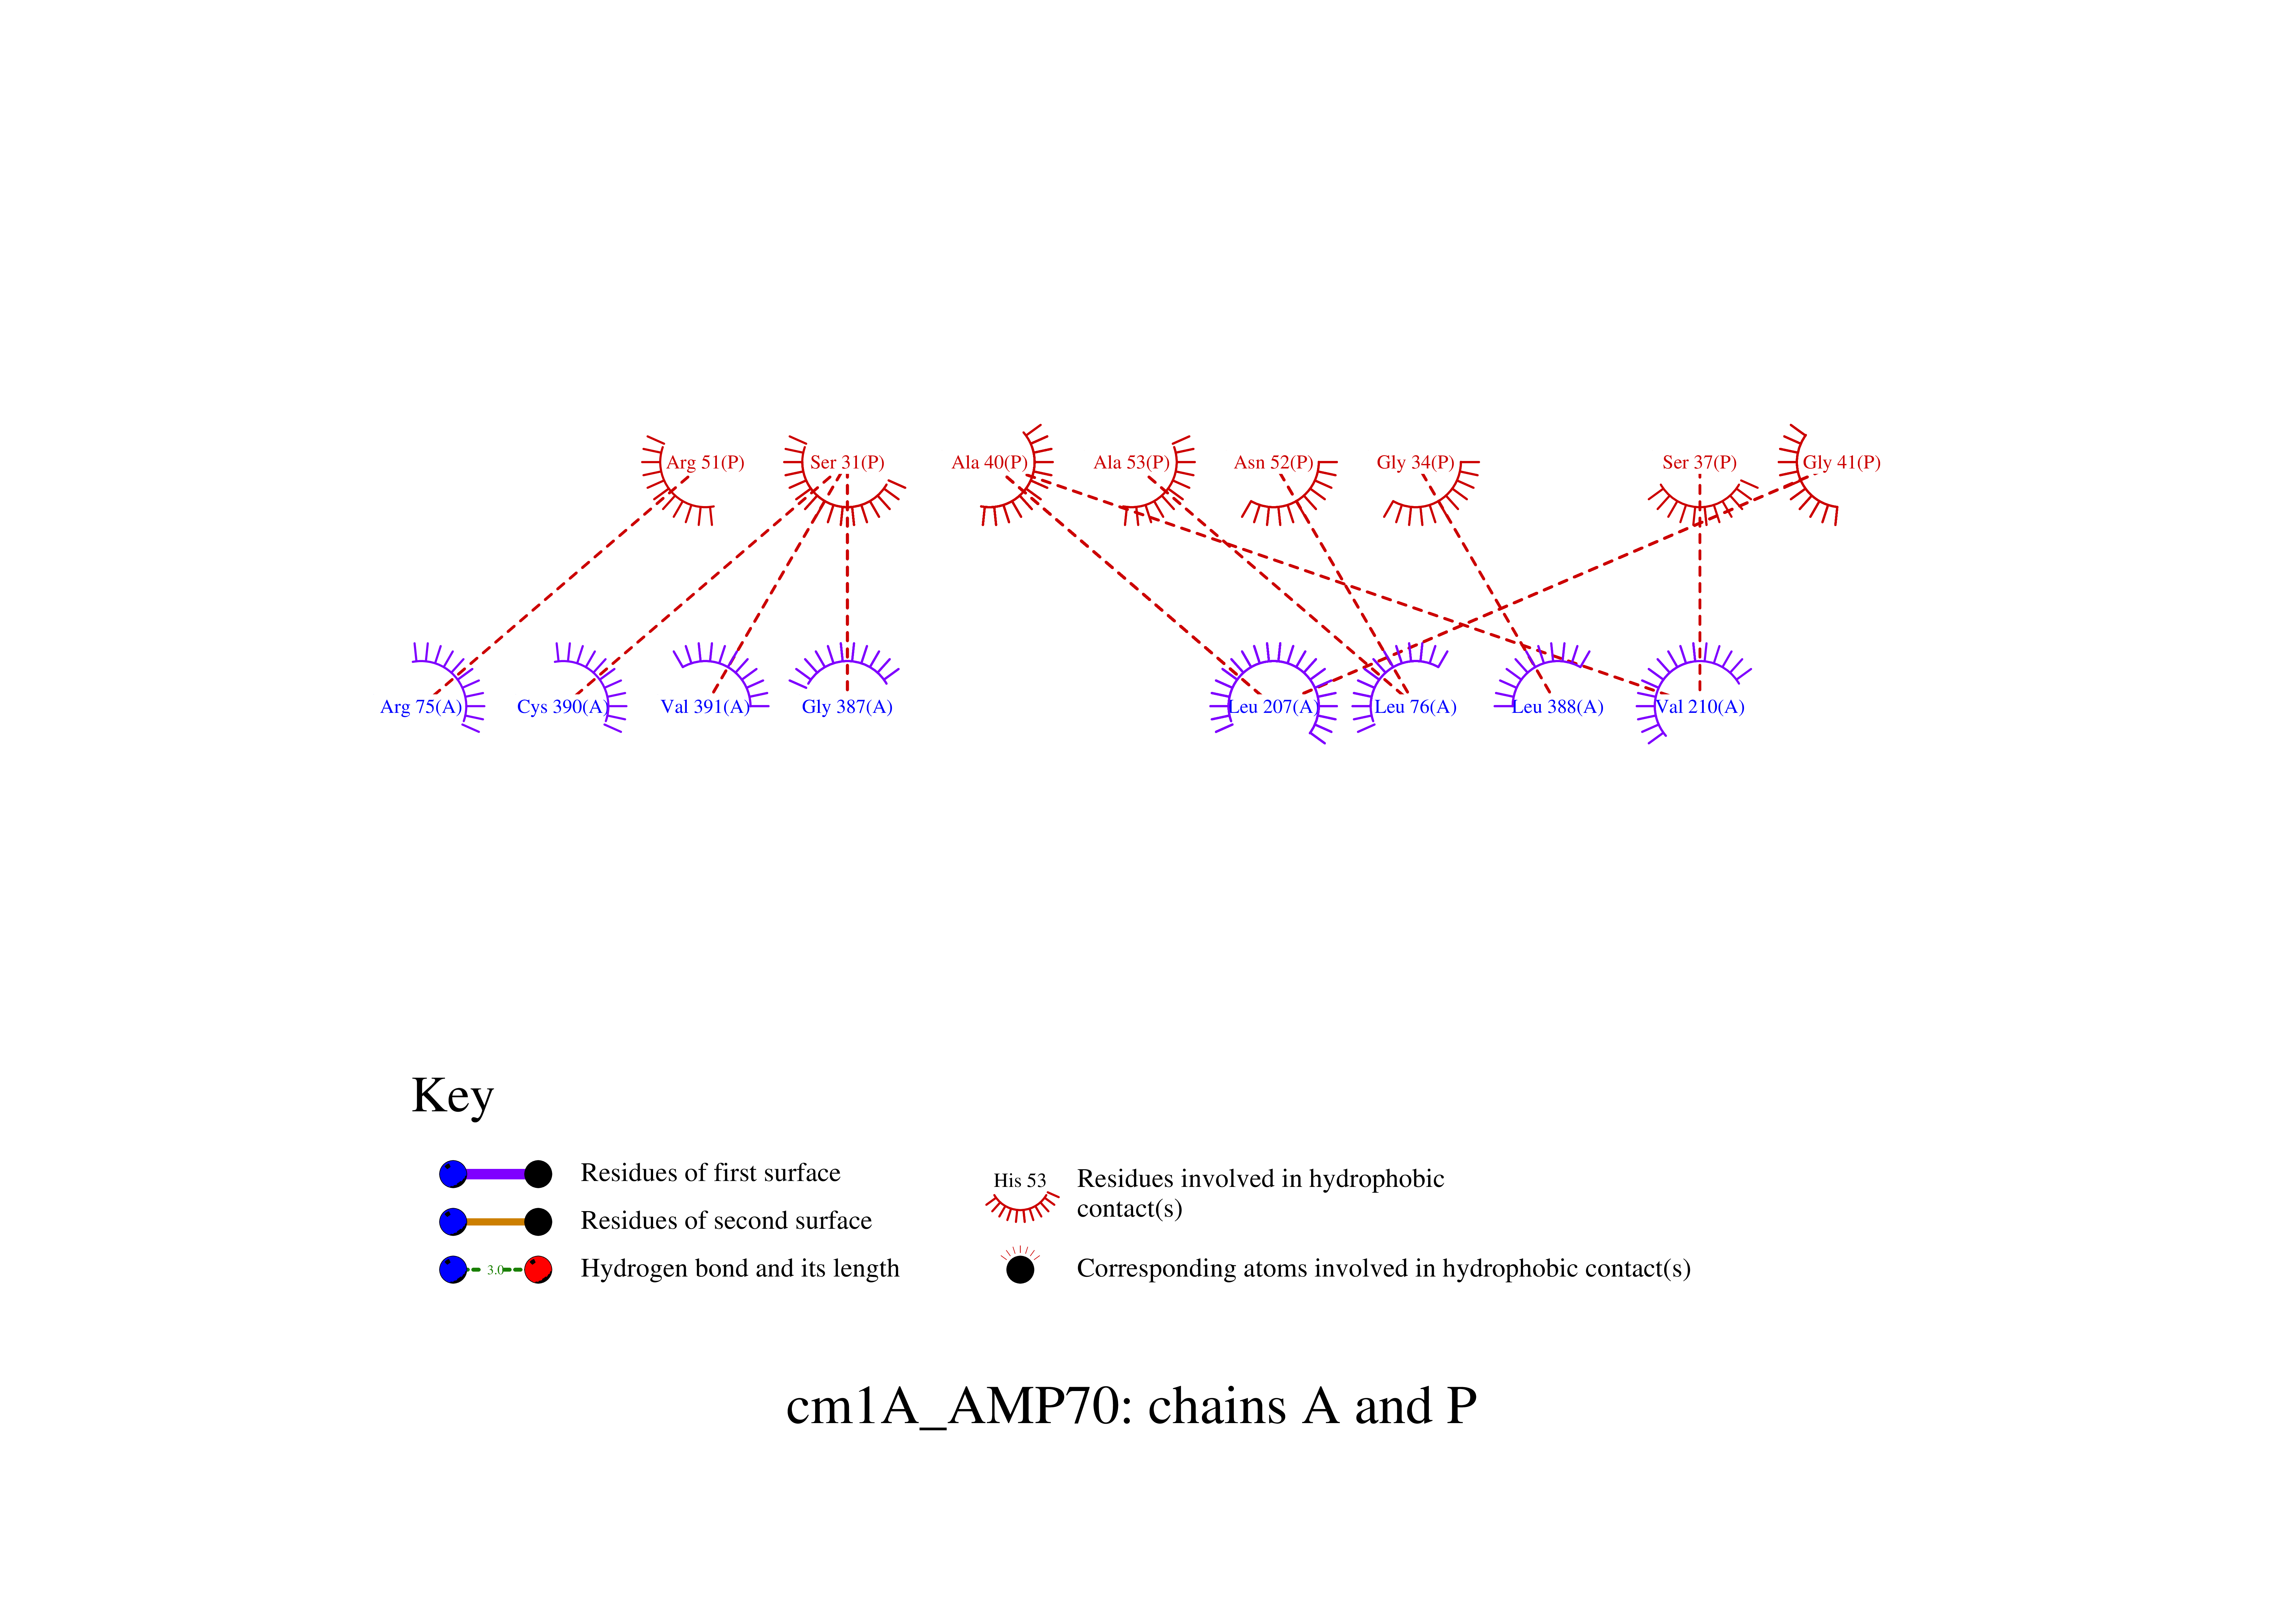 Arg 51(P) Ser 31(P) Ala 40(P) Ala 53(P) Asn 52(P) Gly 34(P) Ser 37(P) Gly 41(P)
Arg 75(A) Cys 390(A) Val 391(A) Gly 387(A) Leu 207(A) Leu 76(A) Leu 388(A) Val 210(A)
Key
Residues of first surface
Residues of second surface
3.0 Hydrogen bond and its length
His 53 Residues involved in hydrophobic
contact(s)
Corresponding atoms involved in hydrophobic contact(s)
cm1A_AMP70: chains A and P